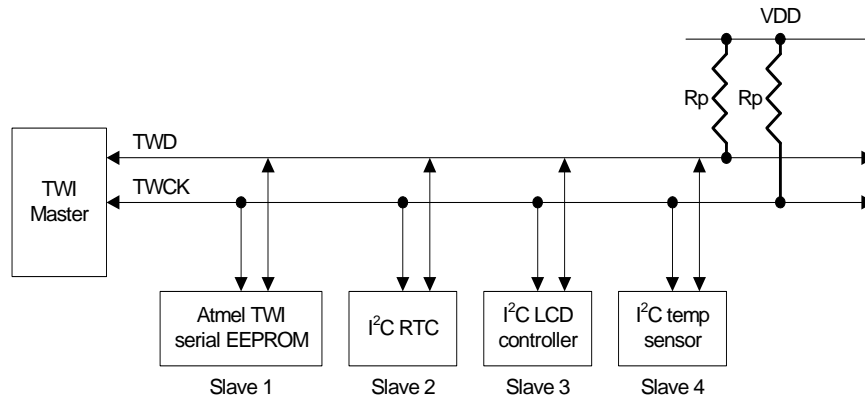 VDD
Rp Rp
TWD
TWI
Master
TWCK
Atmel TWI
serial EEPROM
I²C RTC
I²C LCD
controller
I²C temp
sensor
Slave 1
Slave 2
Slave 3
Slave 4